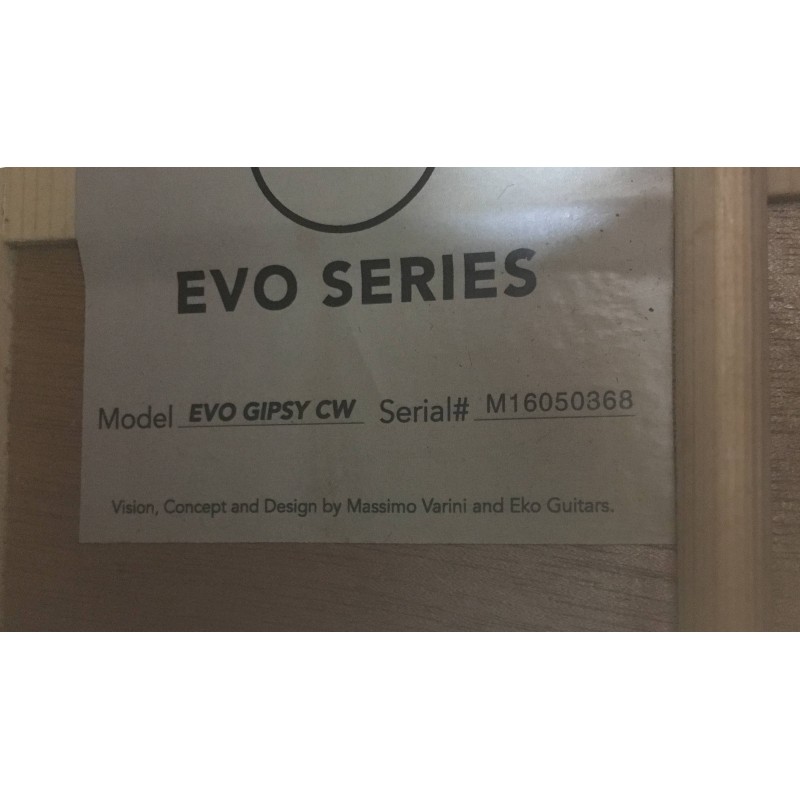 EVO SERIES
Model EVO GIPSY CW Serial# M16050368
Vision, Concept and Design by Massimo Varini and Eko Guitars.